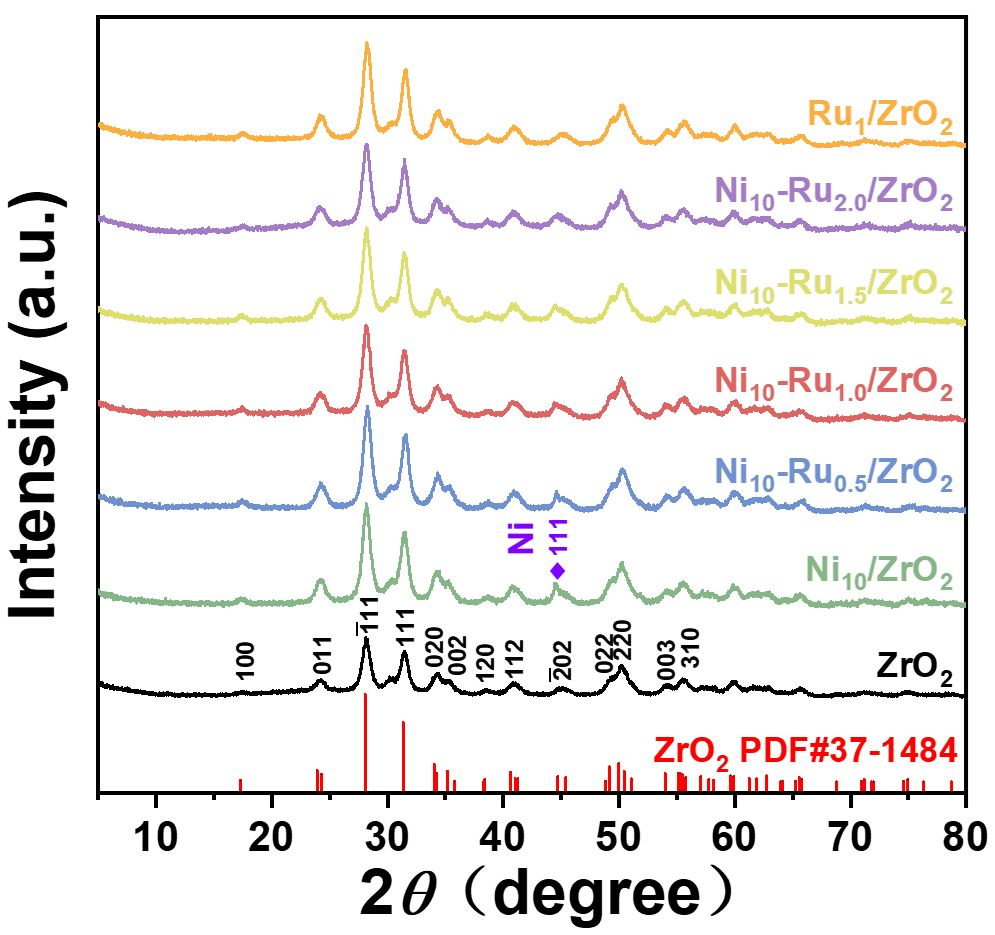 Ru₁/ZrO₂
Ni₁₀-Ru₂.₀/ZrO₂
Ni₁₀-Ru₁.₅/ZrO₂
Ni₁₀-Ru₁.₀/ZrO₂
Ni₁₀-Ru₀.₅/ZrO₂
Ni
◆ 111
Ni₁₀/ZrO₂
100
011
1̅11
111
020
002
120
112
2̅02
022
220
003
310
ZrO₂
ZrO₂ PDF#37-1484
10 20 30 40 50 60 70 80
2θ（degree）
Intensity (a.u.)